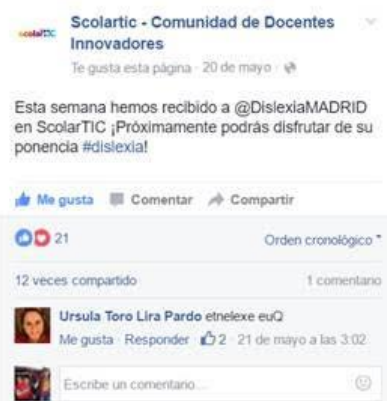 scolartic
Scolartic - Comunidad de Docentes
Innovadores
Te gusta esta página · 20 de mayo ·
Esta semana hemos recibido a @DislexiaMADRID
en ScolarTIC ¡Próximamente podrás disfrutar de su
ponencia #dislexia!
Me gusta Comentar Compartir
21 Orden cronológico
12 veces compartido 1 comentario
Ursula Toro Lira Pardo etnelexe euQ
Me gusta · Responder · 2 · 21 de mayo a las 3:02
Escribe un comentario...